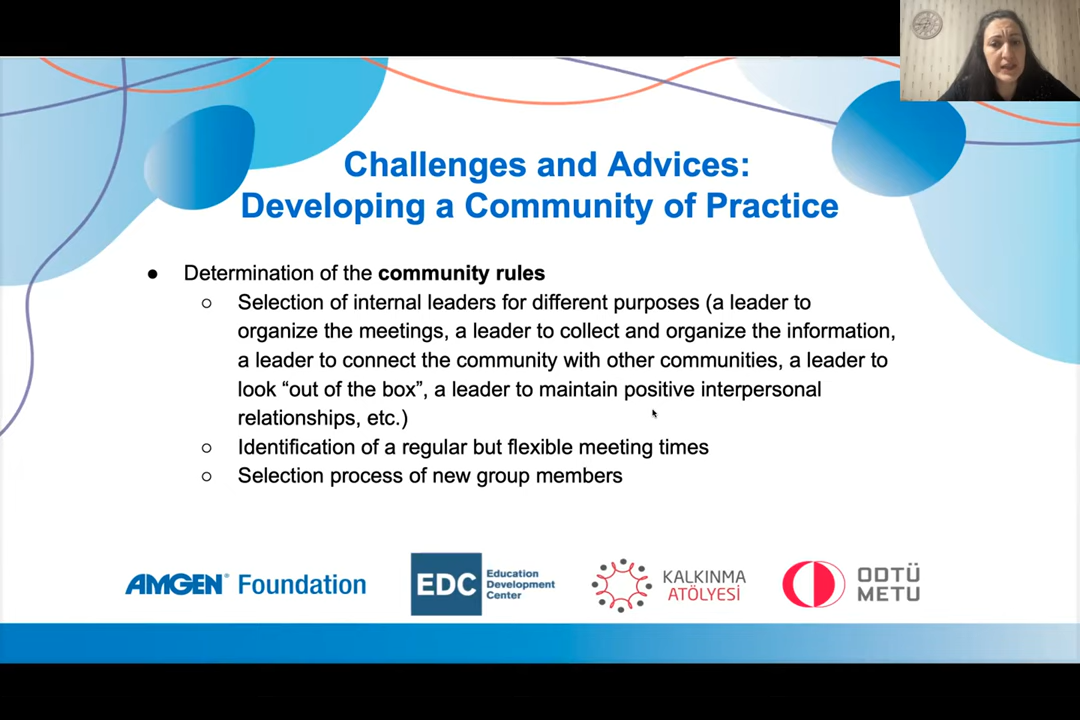 Challenges and Advices:
Developing a Community of Practice
● Determination of the community rules
○ Selection of internal leaders for different purposes (a leader to
organize the meetings, a leader to collect and organize the information,
a leader to connect the community with other communities, a leader to
look “out of the box”, a leader to maintain positive interpersonal
relationships, etc.)
○ Identification of a regular but flexible meeting times
○ Selection process of new group members
AMGEN® Foundation
EDC
Education
Development
Center
KALKINMA
ATÖLYESİ
ODTÜ
METU